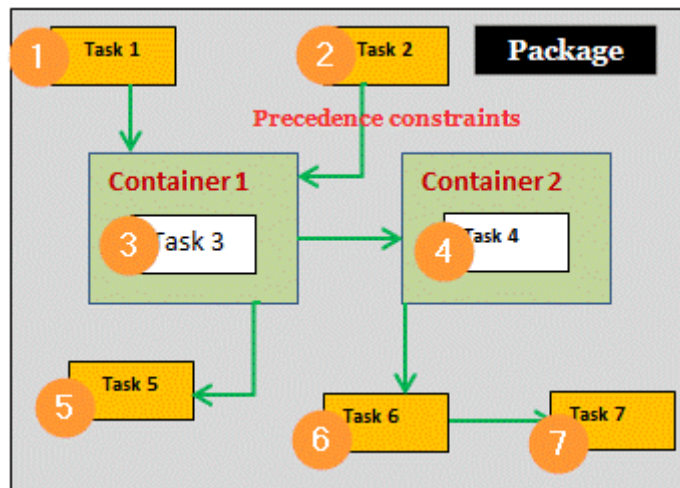 1 Task 1
2 Task 2
Package
Precedence constraints
Container 1
3 Task 3
Container 2
4 Task 4
5 Task 5
6 Task 6
7 Task 7